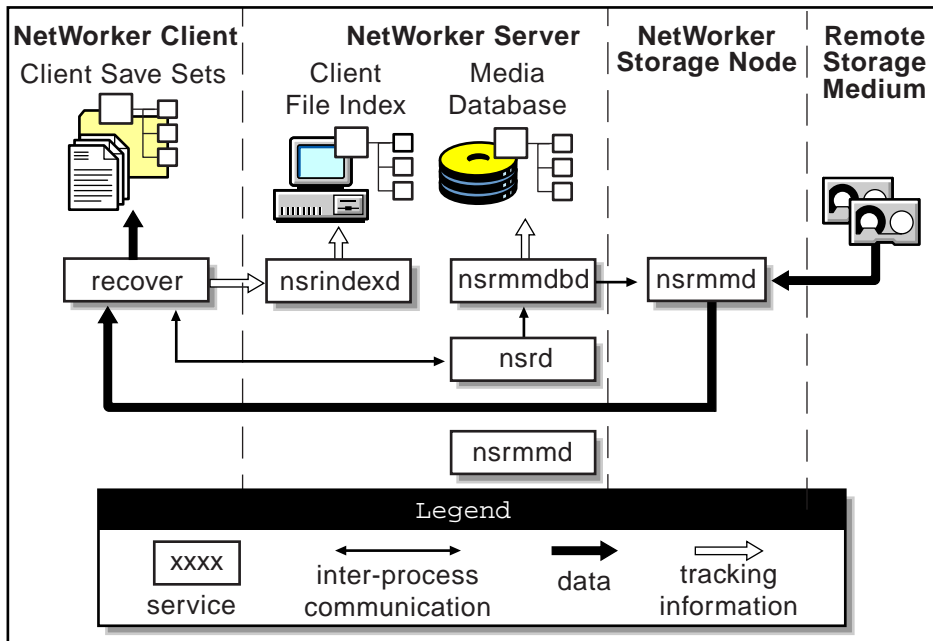 NetWorker Client
NetWorker Server
NetWorker
Storage Node
Remote
Storage
Medium
Client Save Sets
Client
File Index
Media
Database
recover
nsrindexd
nsrmmdbd
nsrmmd
nsrd
nsrmmd
Legend
xxxx
service
inter-process
communication
data
tracking
information